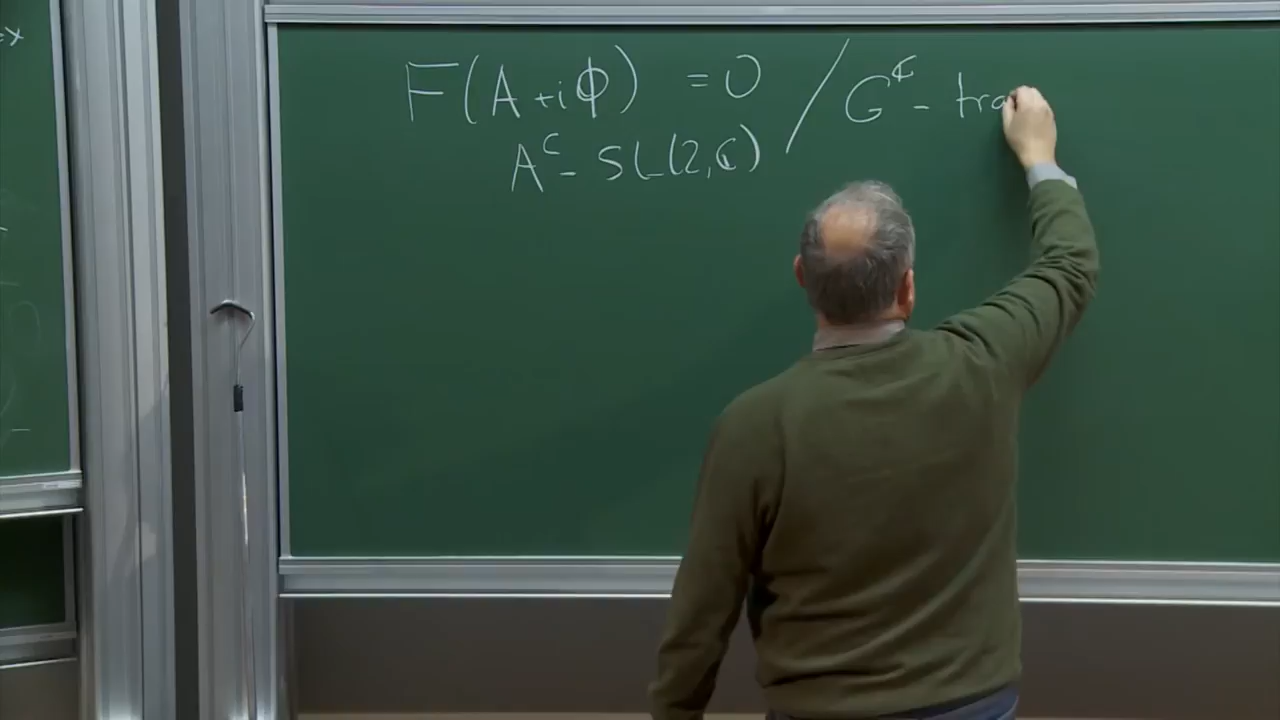 =x
F(A+iΦ) =0 / G^ℂ - tra
A^C - SL(2,ℂ)